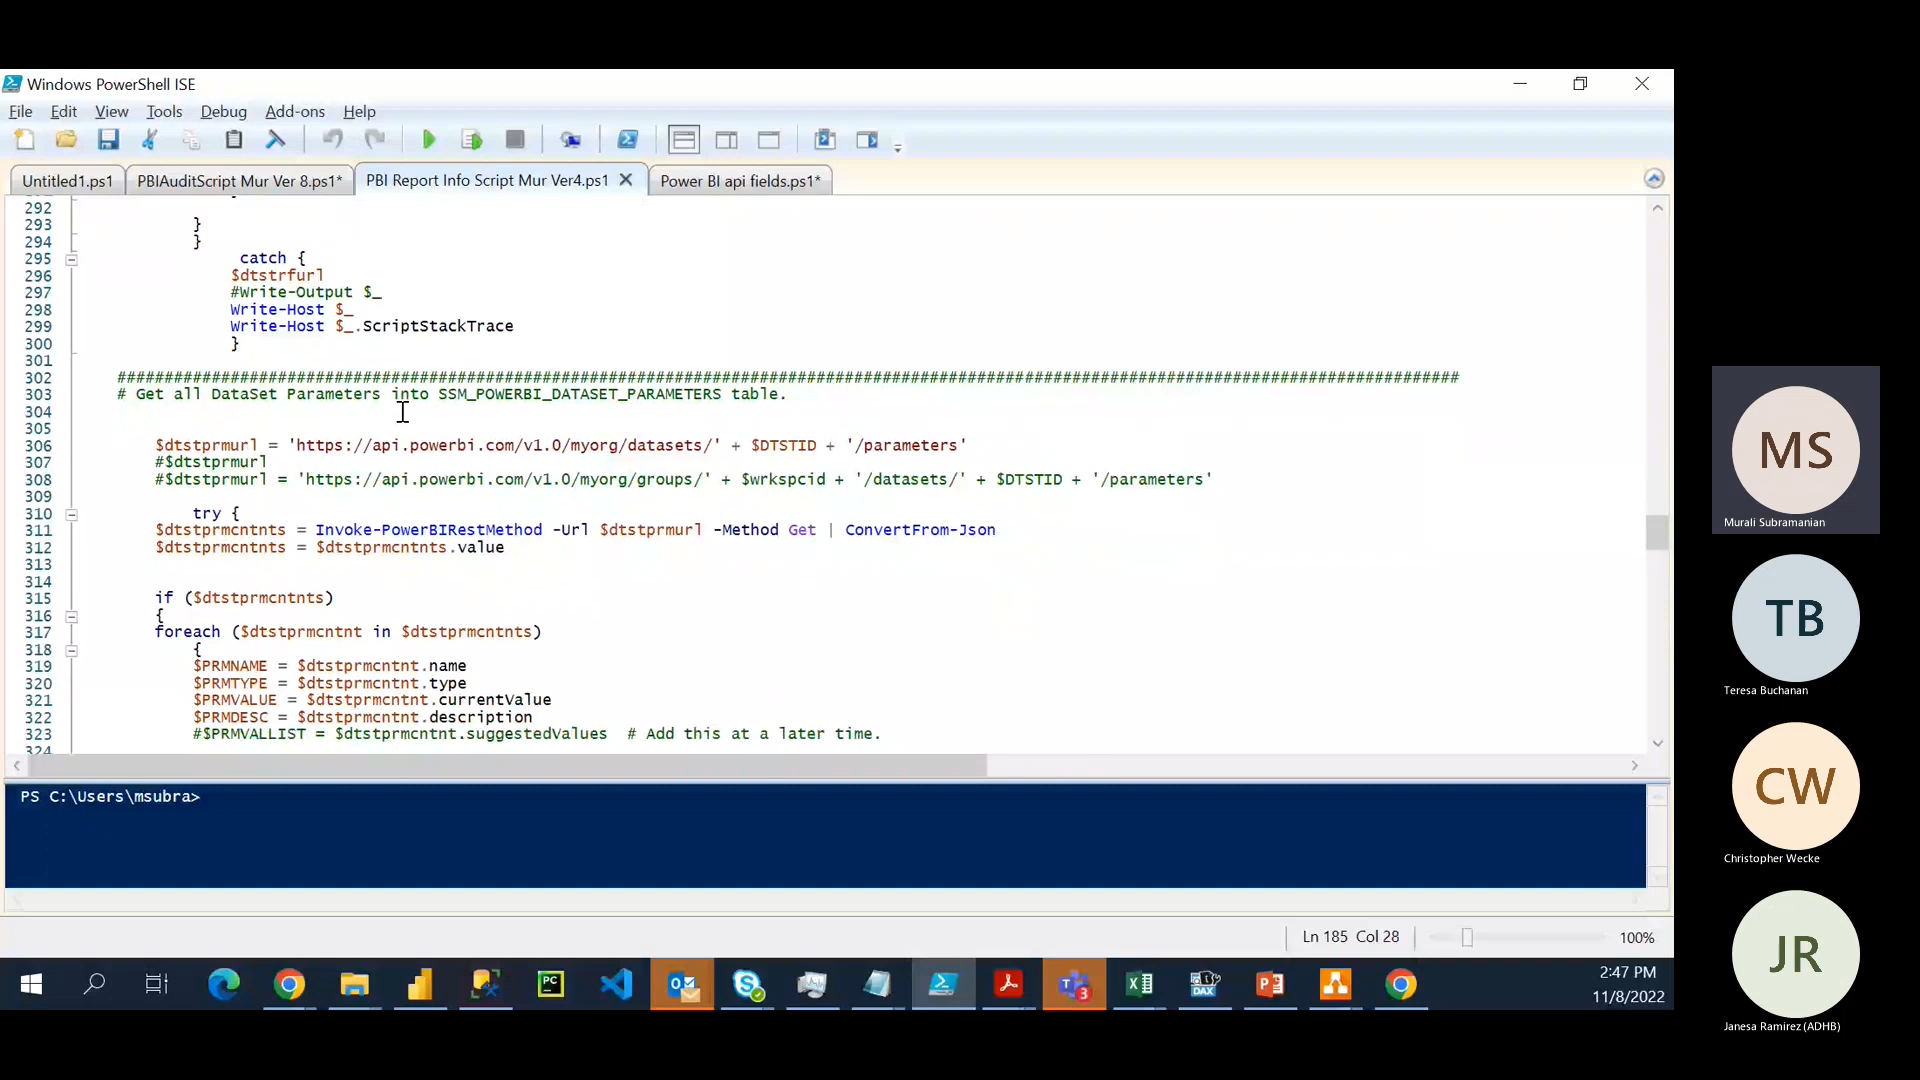 Windows PowerShell ISE
File Edit View Tools Debug Add-ons Help
Untitled1.ps1 PBIAuditScript Mur Ver 8.ps1* PBI Report Info Script Mur Ver4.ps1 Power BI api fields.ps1*
292
293 }
294 }
295 catch {
296 $dtstrfurl
297 #Write-Output $_
298 Write-Host $_
299 Write-Host $_.ScriptStackTrace
300 }
301
302 ##############################################################################################################################################
303 # Get all DataSet Parameters into SSM_POWERBI_DATASET_PARAMETERS table.
304
305
306 $dtstprmurl = 'https://api.powerbi.com/v1.0/myorg/datasets/' + $DTSTID + '/parameters'
307 #$dtstprmurl
308 #$dtstprmurl = 'https://api.powerbi.com/v1.0/myorg/groups/' + $wrkspcid + '/datasets/' + $DTSTID + '/parameters'
309
310 try {
311 $dtstprmcntnts = Invoke-PowerBIRestMethod -Url $dtstprmurl -Method Get | ConvertFrom-Json
312 $dtstprmcntnts = $dtstprmcntnts.value
313
314
315 if ($dtstprmcntnts)
316 {
317 foreach ($dtstprmcntnt in $dtstprmcntnts)
318 {
319 $PRMNAME = $dtstprmcntnt.name
320 $PRMTYPE = $dtstprmcntnt.type
321 $PRMVALUE = $dtstprmcntnt.currentValue
322 $PRMDESC = $dtstprmcntnt.description
323 #$PRMVALLIST = $dtstprmcntnt.suggestedValues # Add this at a later time.
324
PS C:\Users\msubra>
Ln 185 Col 28 100%
PC
3
DAX
2:47 PM
11/8/2022
MS
Murali Subramanian
TB
Teresa Buchanan
CW
Christopher Wecke
JR
Janesa Ramirez (ADHB)